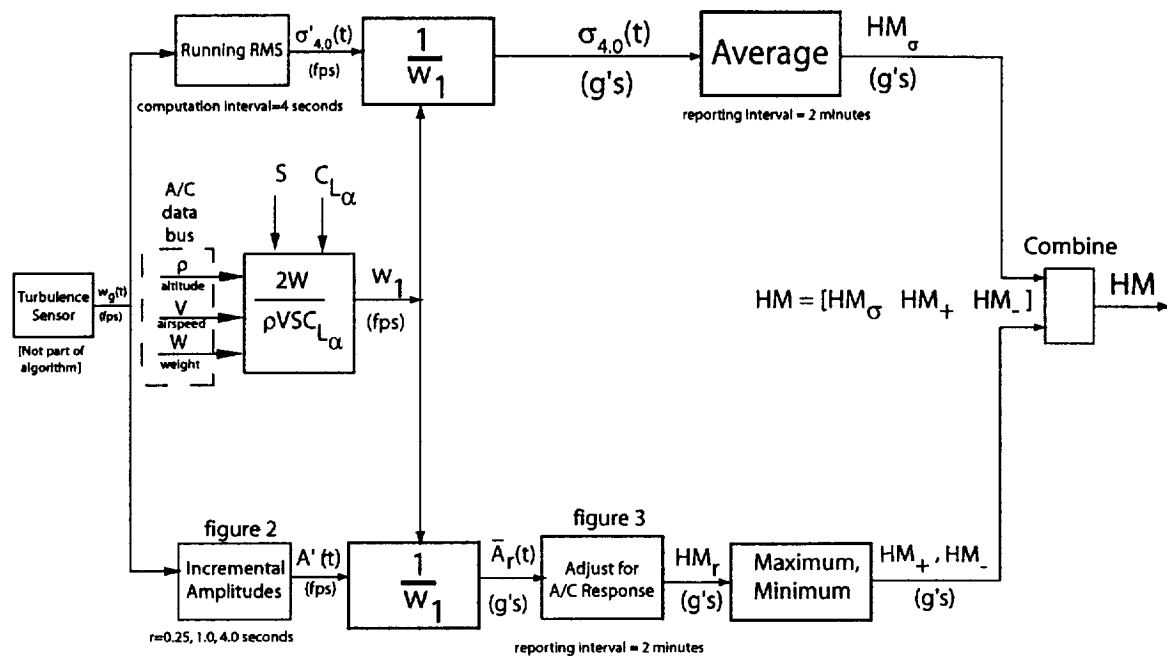 Running RMS
σ'4.0(t)
(fps)
computation interval=4 seconds
1
W1
σ4.0(t)
(g's)
Average
HMσ
(g's)
reporting interval = 2 minutes
S
CLα
A/C
data
bus
ρ
altitude
V
airspeed
W
weight
2W
ρVSCLα
W1
(fps)
Turbulence
Sensor
wg(t)
(fps)
[Not part of
algorithm]
Combine
HM = [HMσ HM+ HM-]
HM
figure 2
Incremental
Amplitudes
A'(t)
(fps)
r=0.25, 1.0, 4.0 seconds
1
W1
A̅r(t)
(g's)
figure 3
Adjust for
A/C Response
HMr
(g's)
Maximum,
Minimum
HM+, HM-
(g's)
reporting interval = 2 minutes